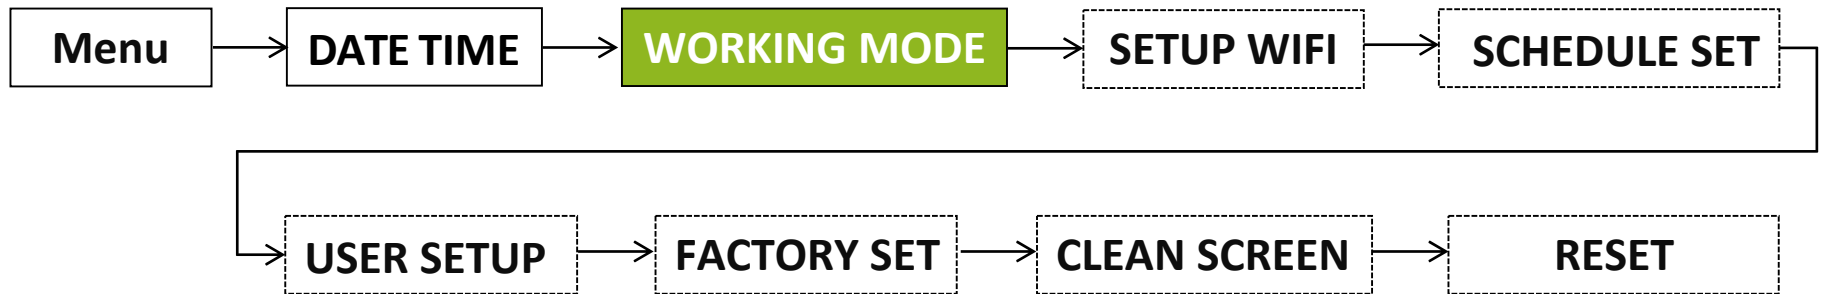 Menu
DATE TIME
WORKING MODE
SETUP WIFI
SCHEDULE SET
USER SETUP
FACTORY SET
CLEAN SCREEN
RESET